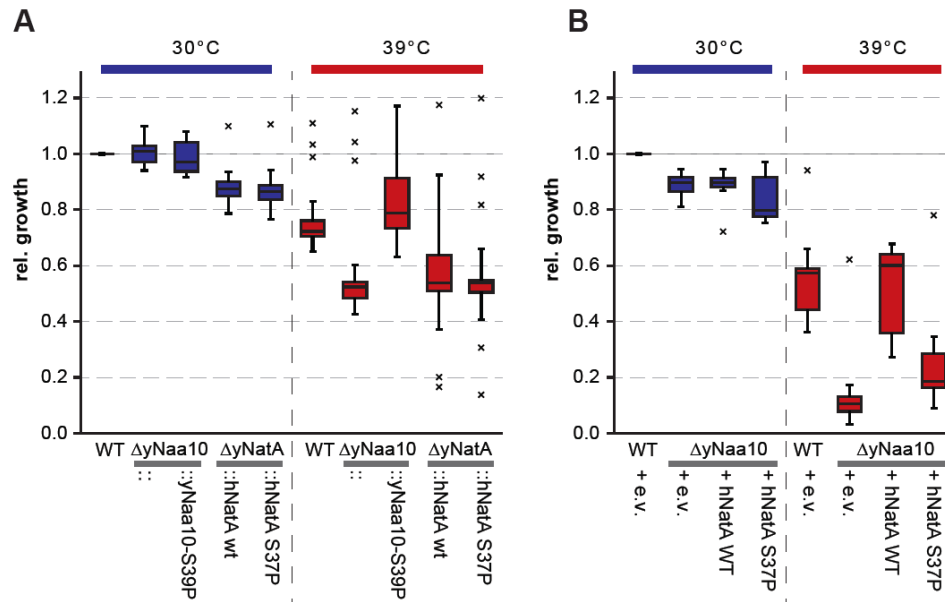 A
30°C
39°C
rel. growth
1.2
1.0
0.8
0.6
0.4
0.2
0.0
WT
ΔyNaa10
ΔyNatA
WT
ΔyNaa10
ΔyNatA
::
::yNaa10-S39P
::hNatA wt
::hNatA S37P
::
::yNaa10-S39P
::hNatA wt
::hNatA S37P
B
30°C
39°C
rel. growth
1.2
1.0
0.8
0.6
0.4
0.2
0.0
WT
ΔyNaa10
WT
ΔyNaa10
+ e.v.
+ e.v.
+ hNatA WT
+ hNatA S37P
+ e.v.
+ e.v.
+ hNatA WT
+ hNatA S37P